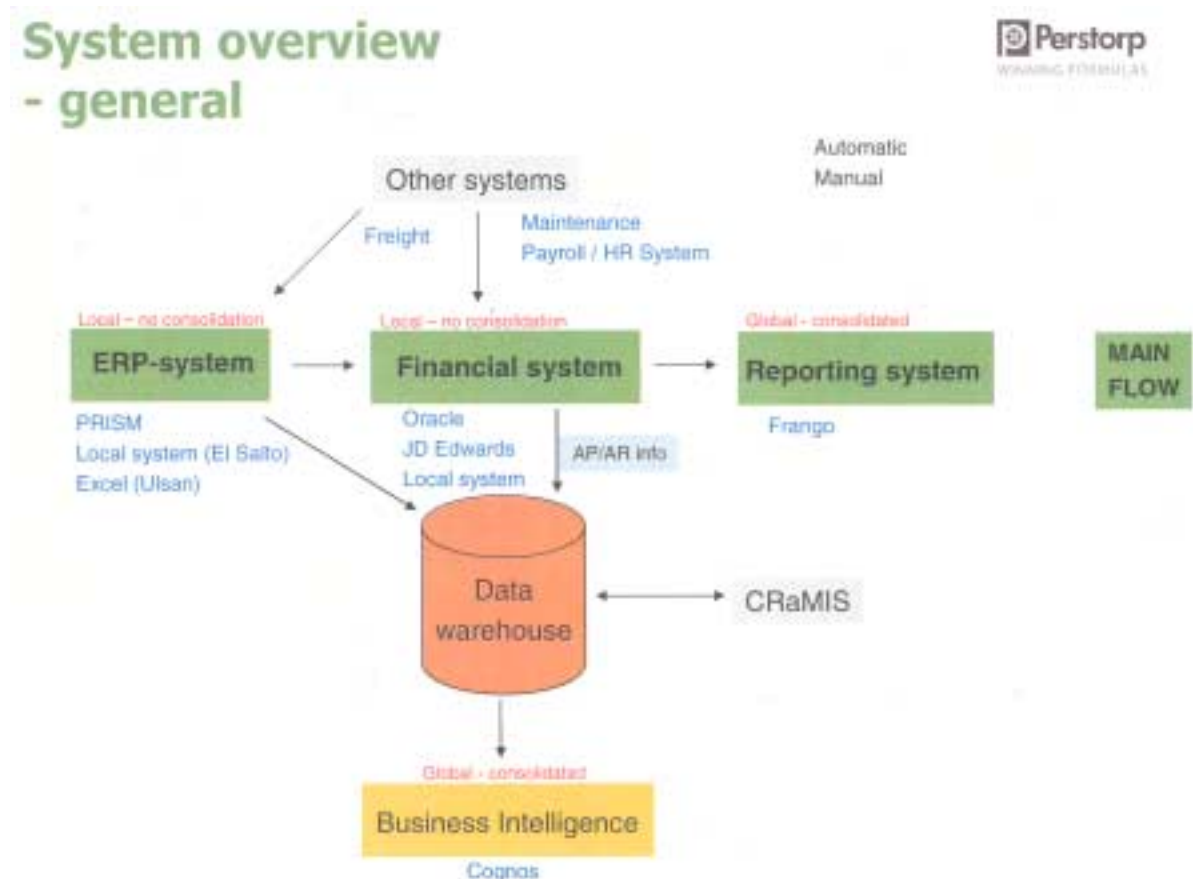 System overview
- general
Perstorp
WINNING FORMULAS
Automatic
Manual
Other systems
Freight
Maintenance
Payroll / HR System
Local – no consolidation
Local – no consolidation
Global - consolidated
ERP-system
Financial system
Reporting system
MAIN
FLOW
PRISM
Local system (El Salto)
Excel (Ulsan)
Oracle
JD Edwards
Local system
AP/AR info
Frango
Data
warehouse
CRaMIS
Global - consolidated
Business Intelligence
Cognos